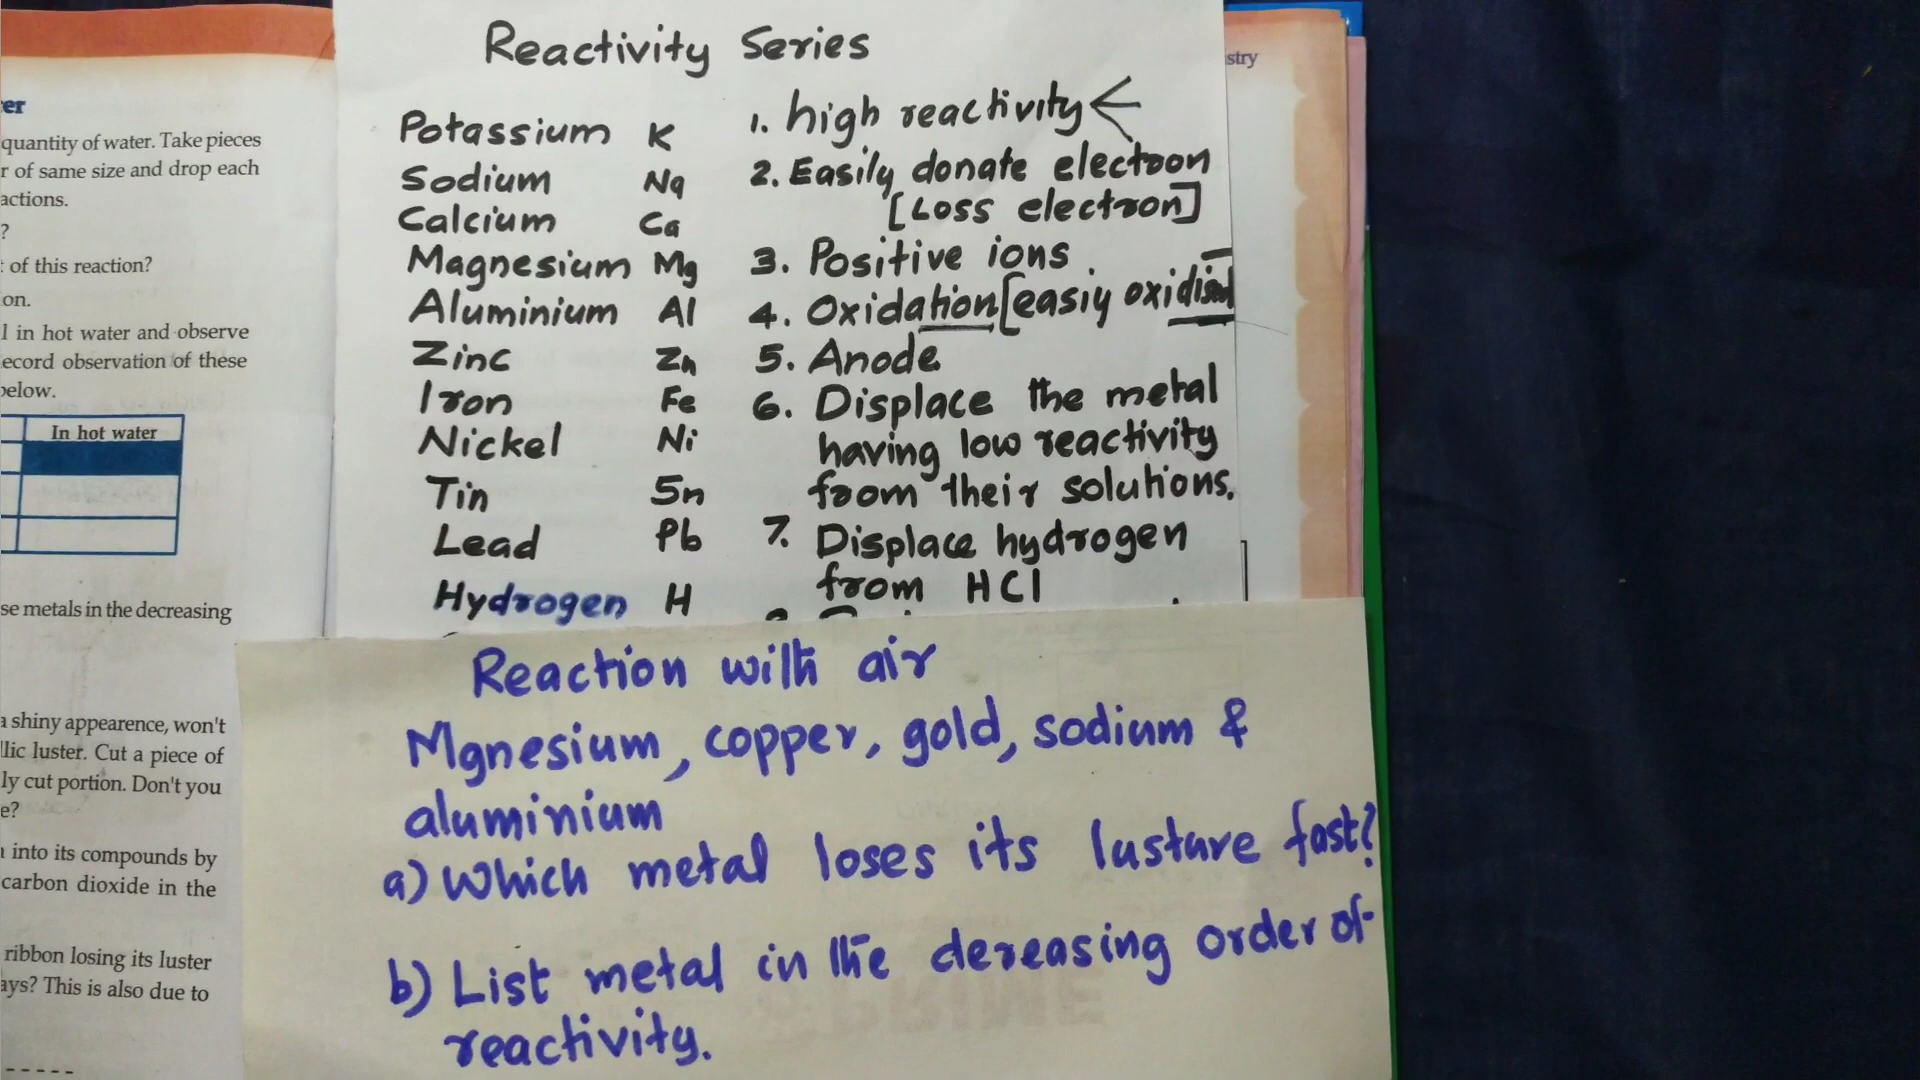 er
quantity of water. Take pieces
r of same size and drop each
actions.
?
of this reaction?
on.
l in hot water and observe
ecord observation of these
below.
In hot water
se metals in the decreasing
a shiny appearence, won't
llic luster. Cut a piece of
ly cut portion. Don't you
e?
into its compounds by
carbon dioxide in the
ribbon losing its luster
ays? This is also due to
-----
stry
Reactivity Series
Potassium K
Sodium Na
Calcium Ca
Magnesium Mg
Aluminium Al
Zinc Zn
Iron Fe
Nickel Ni
Tin Sn
Lead Pb
Hydrogen H
1. high reactivity
2. Easily donate electron
[Loss electron]
3. Positive ions
4. Oxidation[easiy oxidised
5. Anode
6. Displace the metal
having low reactivity
from their solutions.
7. Displace hydrogen
from HCl
Reaction with air
Mgnesium, copper, gold, sodium &
aluminium
a) Which metal loses its lusture fast?
b) List metal in the dereasing order of
reactivity.